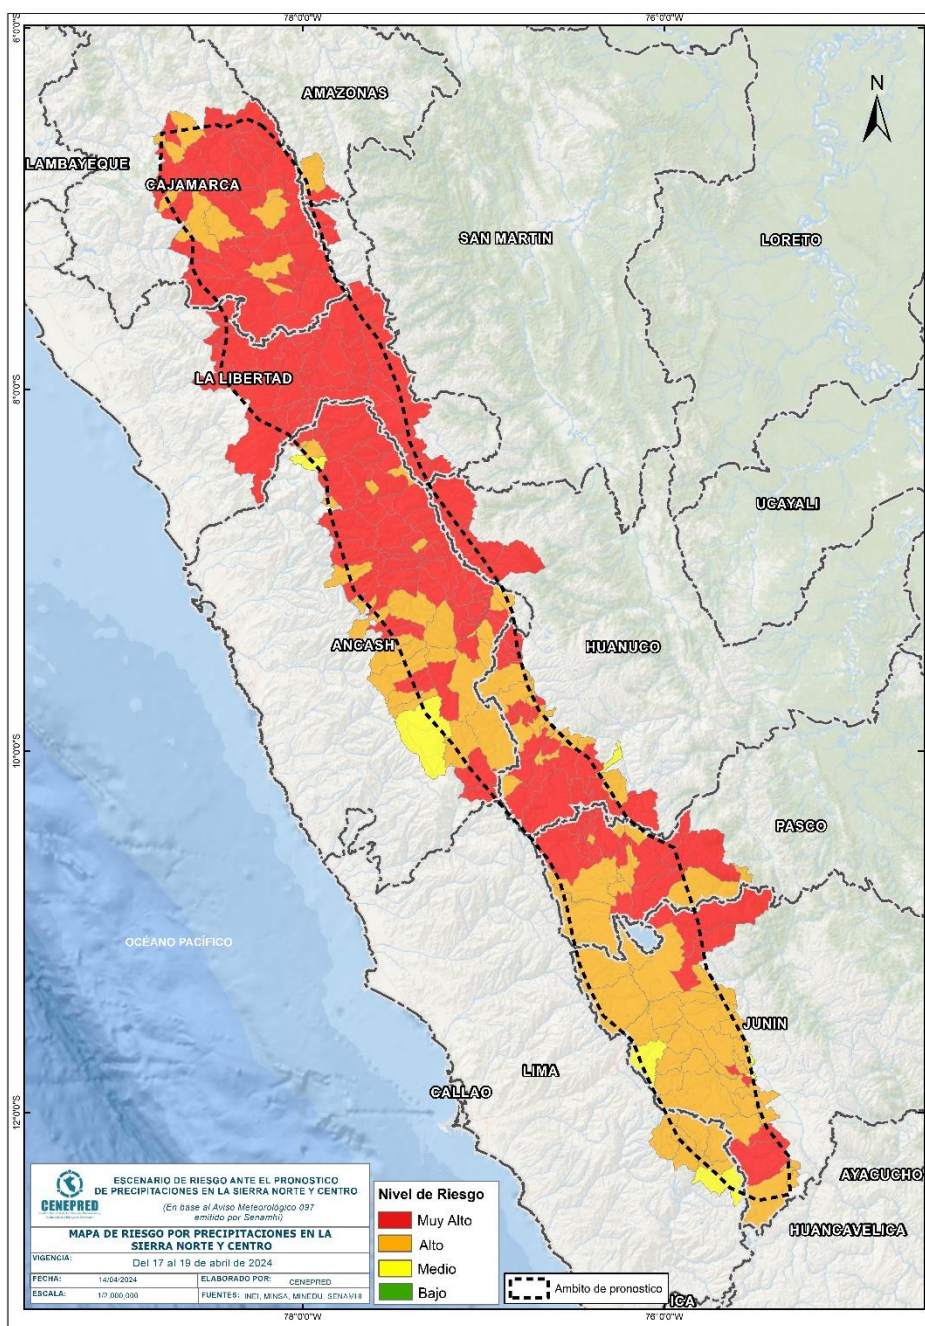 78°0'0"W
76°0'0"W
6°0'0"S
N
AMAZONAS
LAMBAYEQUE
CAJAMARCA
SAN MARTIN
LORETO
8°0'0"S
LA LIBERTAD
UCAYALI
ANCASH
HUANUCO
10°0'0"S
PASCO
OCÉANO PACÍFICO
JUNIN
LIMA
CALLAO
12°0'0"S
AYACUCHO
HUANCAVELICA
ICA
CENEPRED
ESCENARIO DE RIESGO ANTE EL PRONOSTICO
DE PRECIPITACIONES EN LA SIERRA NORTE Y CENTRO
(En base al Aviso Meteorológico 097
emitido por Senamhi)
MAPA DE RIESGO POR PRECIPITACIONES EN LA
SIERRA NORTE Y CENTRO
VIGENCIA:
Del 17 al 19 de abril de 2024
FECHA: 14/04/2024 ELABORADO POR: CENEPRED
ESCALA: 1/2,000,000 FUENTES: INEI, MINSA, MINEDU, SENAMHI
Nivel de Riesgo
Muy Alto
Alto
Medio
Bajo
Ambito de pronostico
78°0'0"W
76°0'0"W